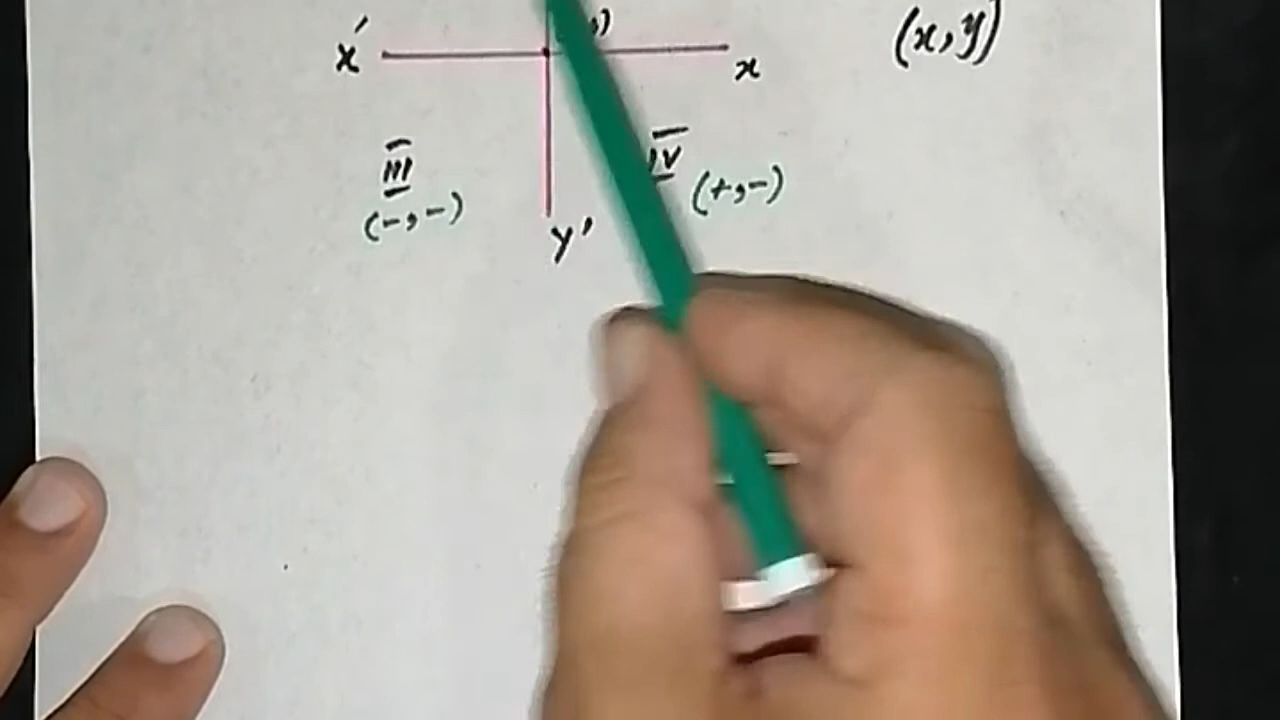 (x,y)
x' x
III IV
(-,-) (+,-)
y'